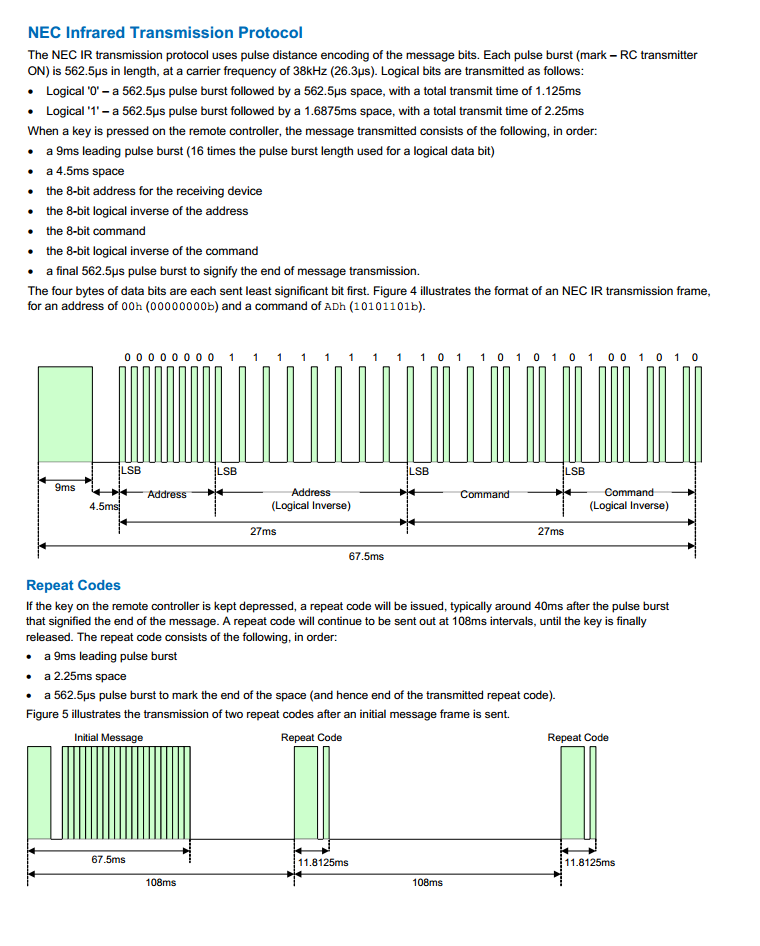 NEC Infrared Transmission Protocol
The NEC IR transmission protocol uses pulse distance encoding of the message bits. Each pulse burst (mark – RC transmitter
ON) is 562.5µs in length, at a carrier frequency of 38kHz (26.3µs). Logical bits are transmitted as follows:
• Logical '0' – a 562.5µs pulse burst followed by a 562.5µs space, with a total transmit time of 1.125ms
• Logical '1' – a 562.5µs pulse burst followed by a 1.6875ms space, with a total transmit time of 2.25ms
When a key is pressed on the remote controller, the message transmitted consists of the following, in order:
• a 9ms leading pulse burst (16 times the pulse burst length used for a logical data bit)
• a 4.5ms space
• the 8-bit address for the receiving device
• the 8-bit logical inverse of the address
• the 8-bit command
• the 8-bit logical inverse of the command
• a final 562.5µs pulse burst to signify the end of message transmission.
The four bytes of data bits are each sent least significant bit first. Figure 4 illustrates the format of an NEC IR transmission frame,
for an address of 00h (00000000b) and a command of ADh (10101101b).
0 0 0 0 0 0 0 0 1 1 1 1 1 1 1 1 1 0 1 1 0 1 0 1 0 1 0 0 1 0 1 0
LSB LSB LSB LSB
9ms Address Address Command Command
4.5ms (Logical Inverse) (Logical Inverse)
27ms 27ms
67.5ms
Repeat Codes
If the key on the remote controller is kept depressed, a repeat code will be issued, typically around 40ms after the pulse burst
that signified the end of the message. A repeat code will continue to be sent out at 108ms intervals, until the key is finally
released. The repeat code consists of the following, in order:
• a 9ms leading pulse burst
• a 2.25ms space
• a 562.5µs pulse burst to mark the end of the space (and hence end of the transmitted repeat code).
Figure 5 illustrates the transmission of two repeat codes after an initial message frame is sent.
Initial Message Repeat Code Repeat Code
67.5ms 11.8125ms 11.8125ms
108ms 108ms